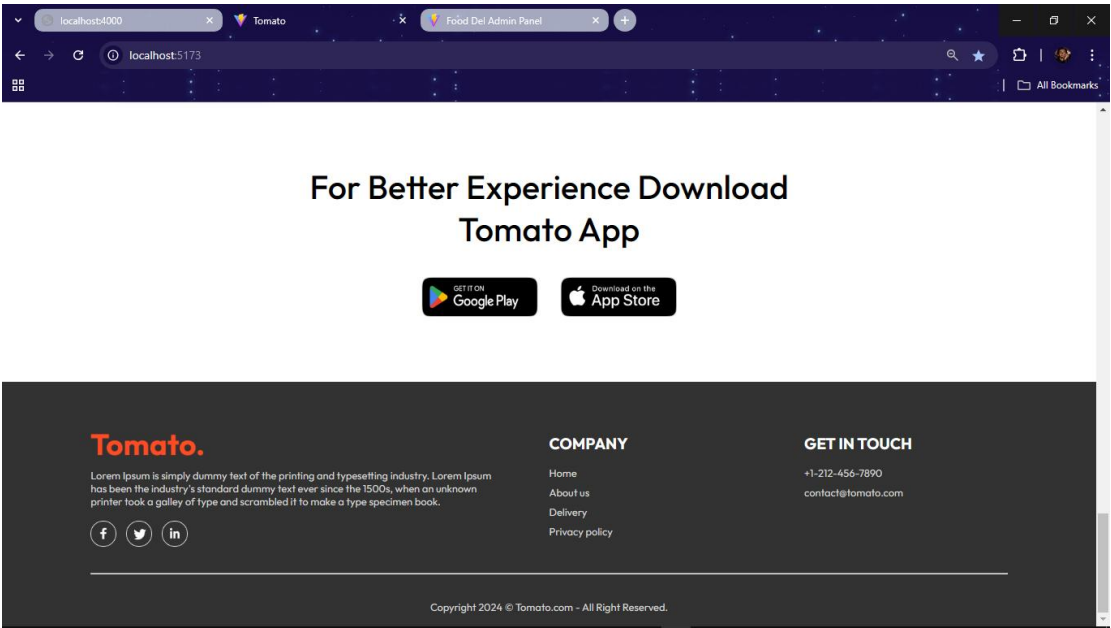 localhost:4000
Tomato
Food Del Admin Panel
localhost:5173
All Bookmarks
For Better Experience Download
Tomato App
GET IT ON
Google Play
Download on the
App Store
Tomato.
Lorem Ipsum is simply dummy text of the printing and typesetting industry. Lorem Ipsum
has been the industry's standard dummy text ever since the 1500s, when an unknown
printer took a galley of type and scrambled it to make a type specimen book.
COMPANY
Home
About us
Delivery
Privacy policy
GET IN TOUCH
+1-212-456-7890
contact@tomato.com
Copyright 2024 © Tomato.com - All Right Reserved.